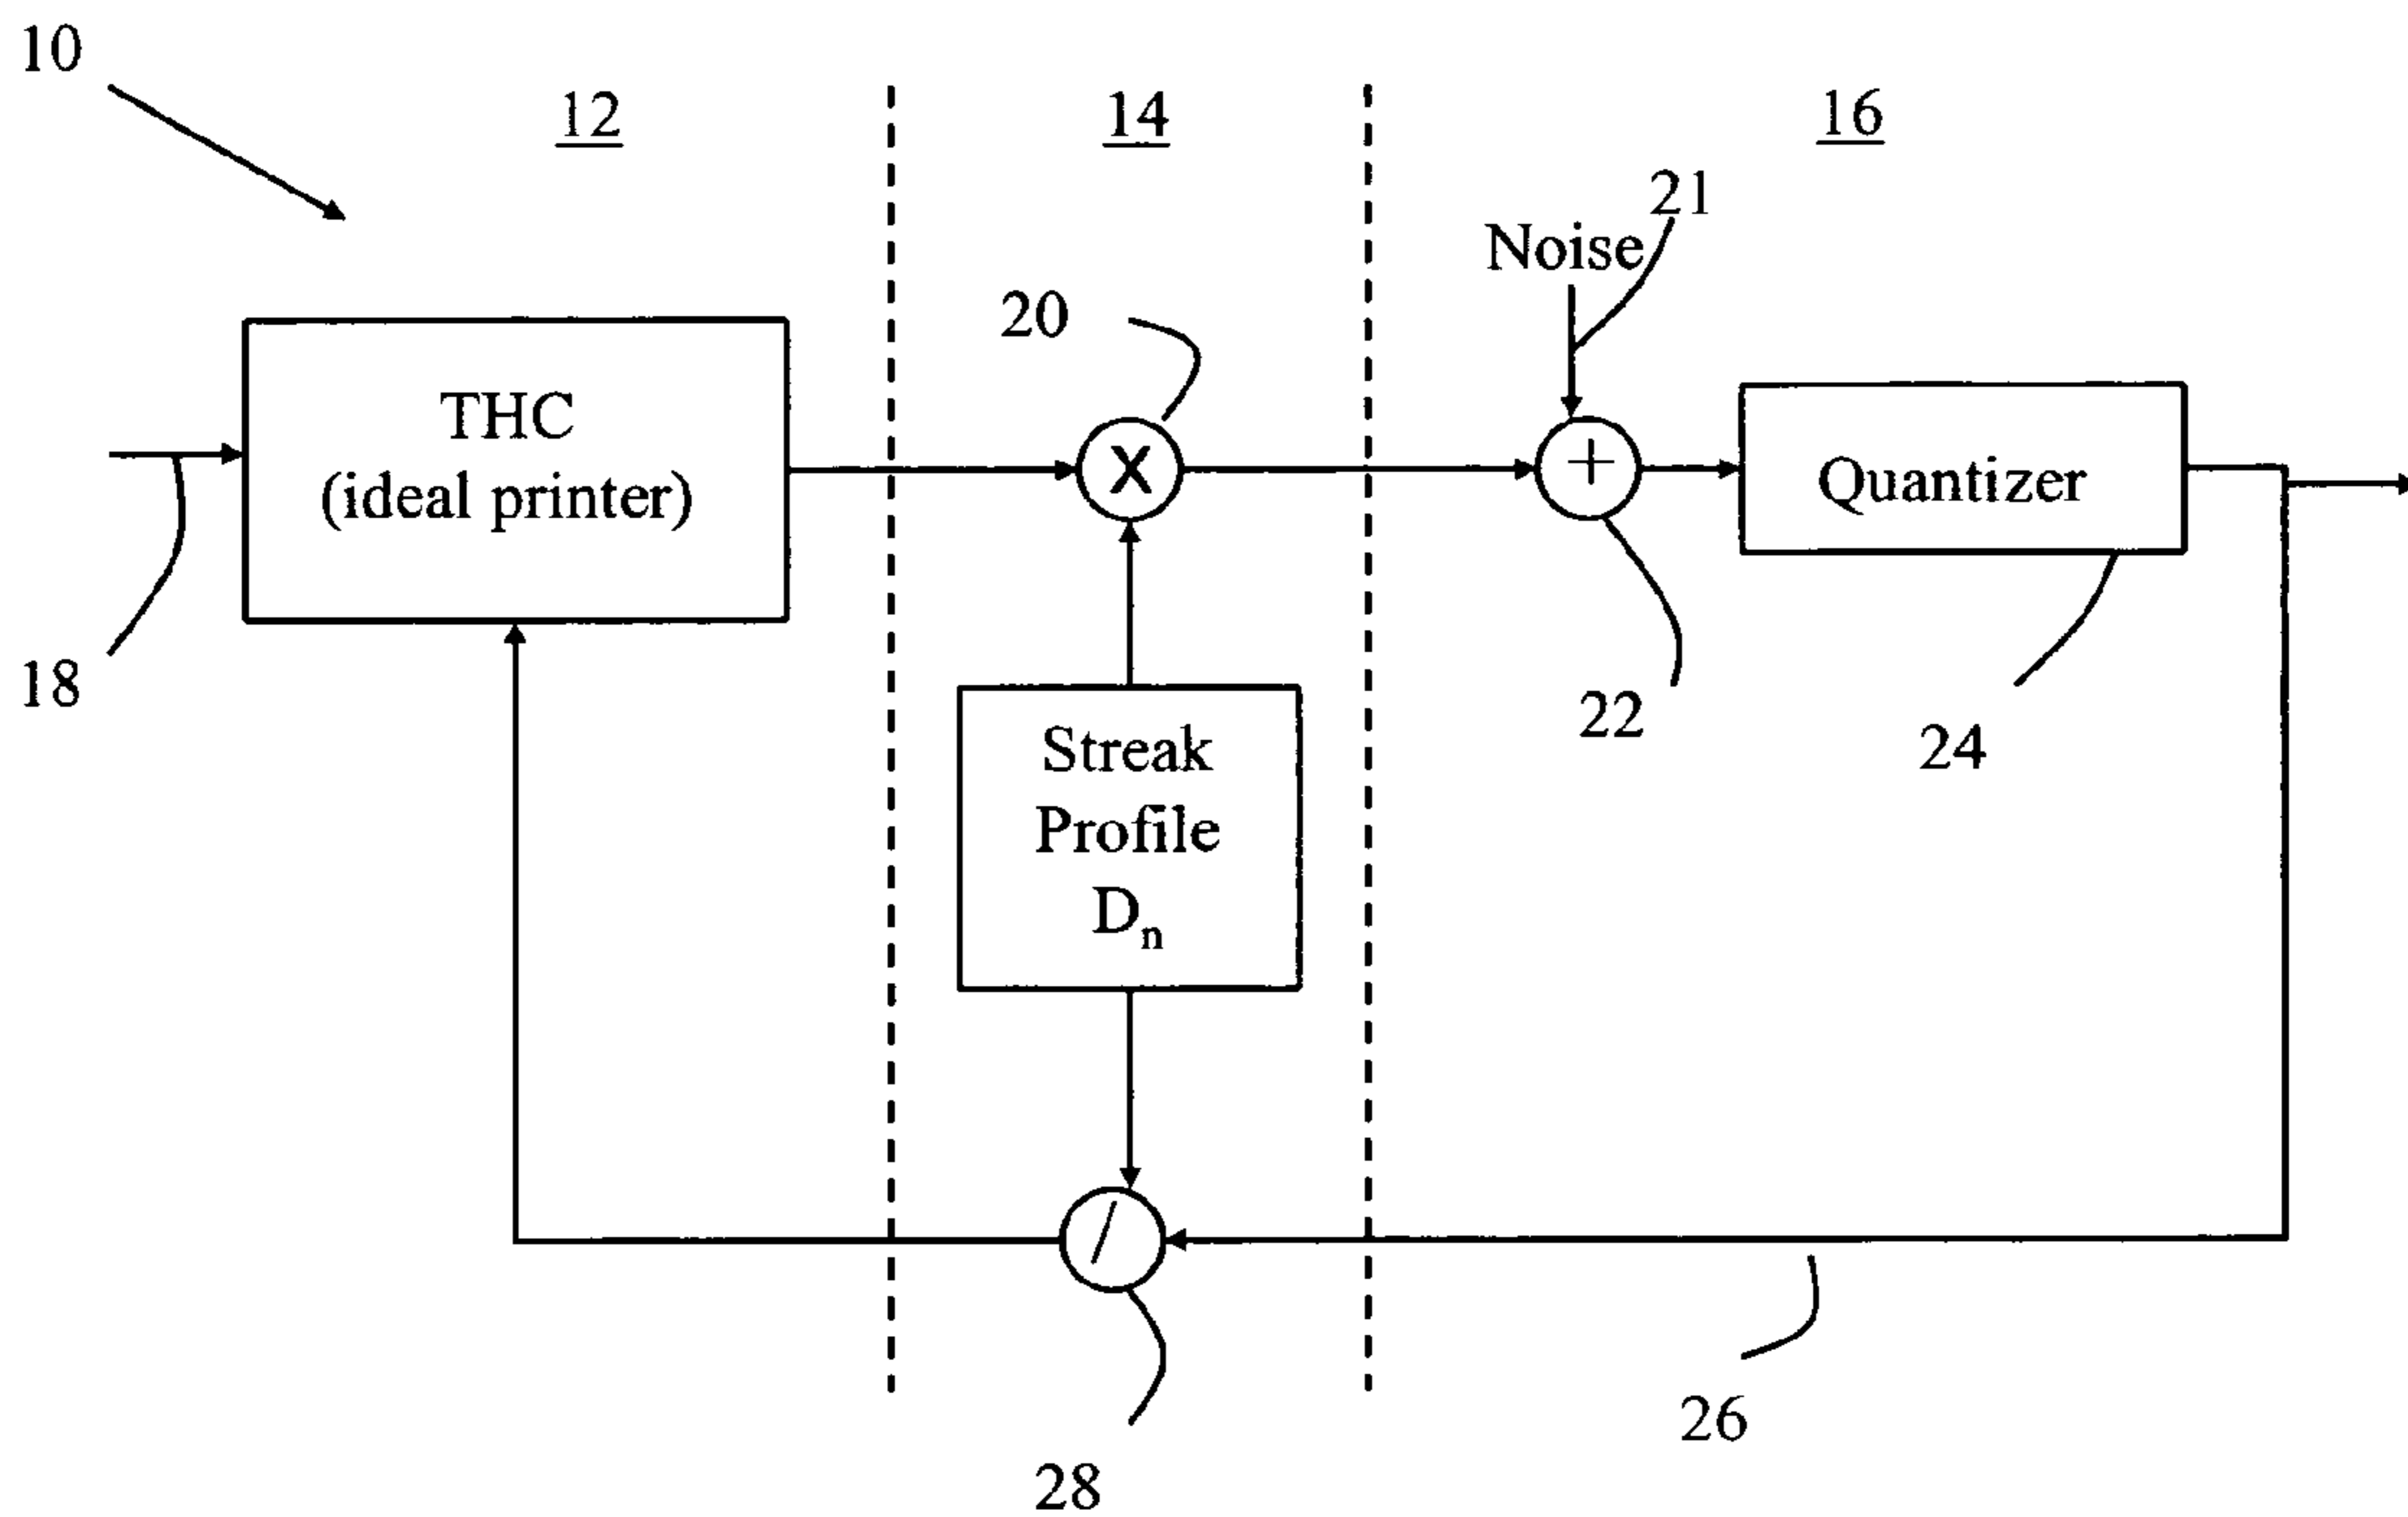 10
12
14
16
21
Noise
20
THC
(ideal printer)
X
+
Quantizer
18
22
24
Streak
Profile
Dn
/
26
28